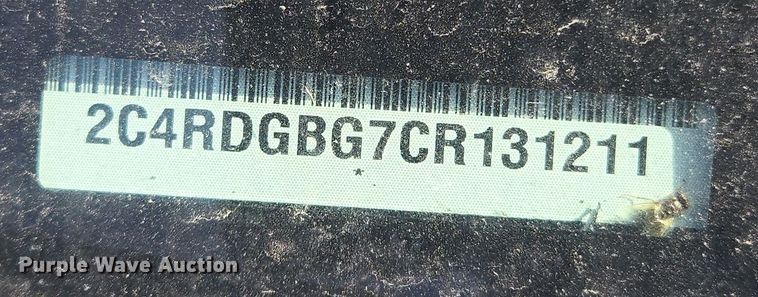 2C4RDGBG7CR131211
*
Purple Wave Auction